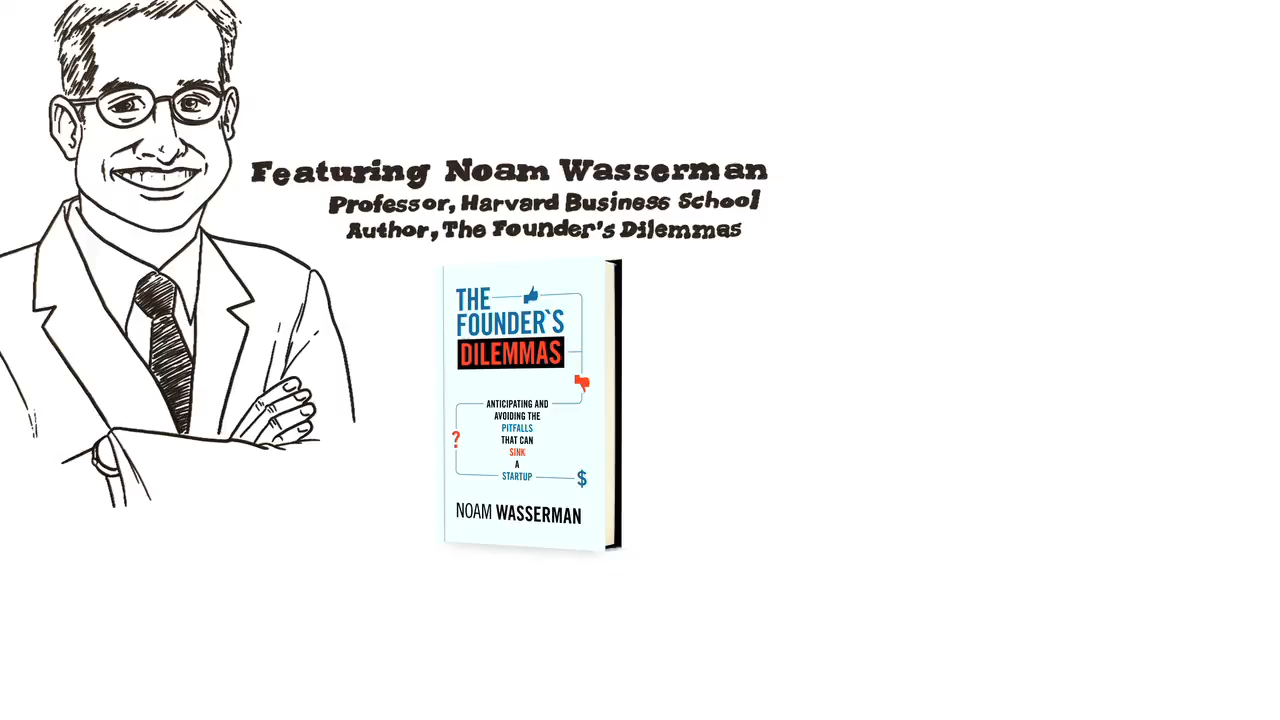 Featuring Noam Wasserman
Professor, Harvard Business School
Author, The Founder's Dilemmas
THE
FOUNDER`S
DILEMMAS
ANTICIPATING AND
AVOIDING THE
PITFALLS
THAT CAN
SINK
A
STARTUP
?
$
NOAM WASSERMAN